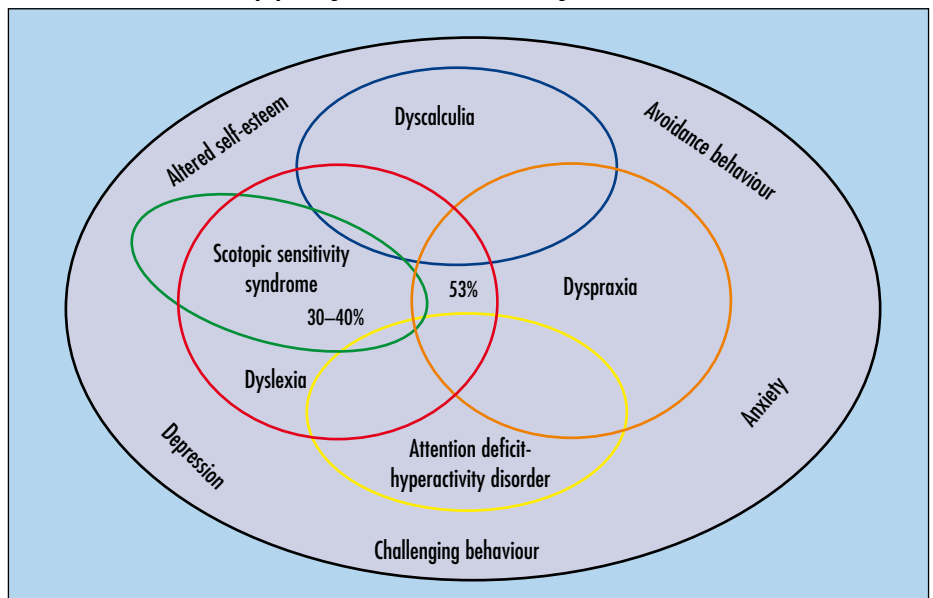 Dyscalculia
Altered self-esteem
Avoidance behaviour
Scotopic sensitivity
syndrome
30–40%
53%
Dyspraxia
Dyslexia
Anxiety
Depression
Attention deficit-
hyperactivity disorder
Challenging behaviour